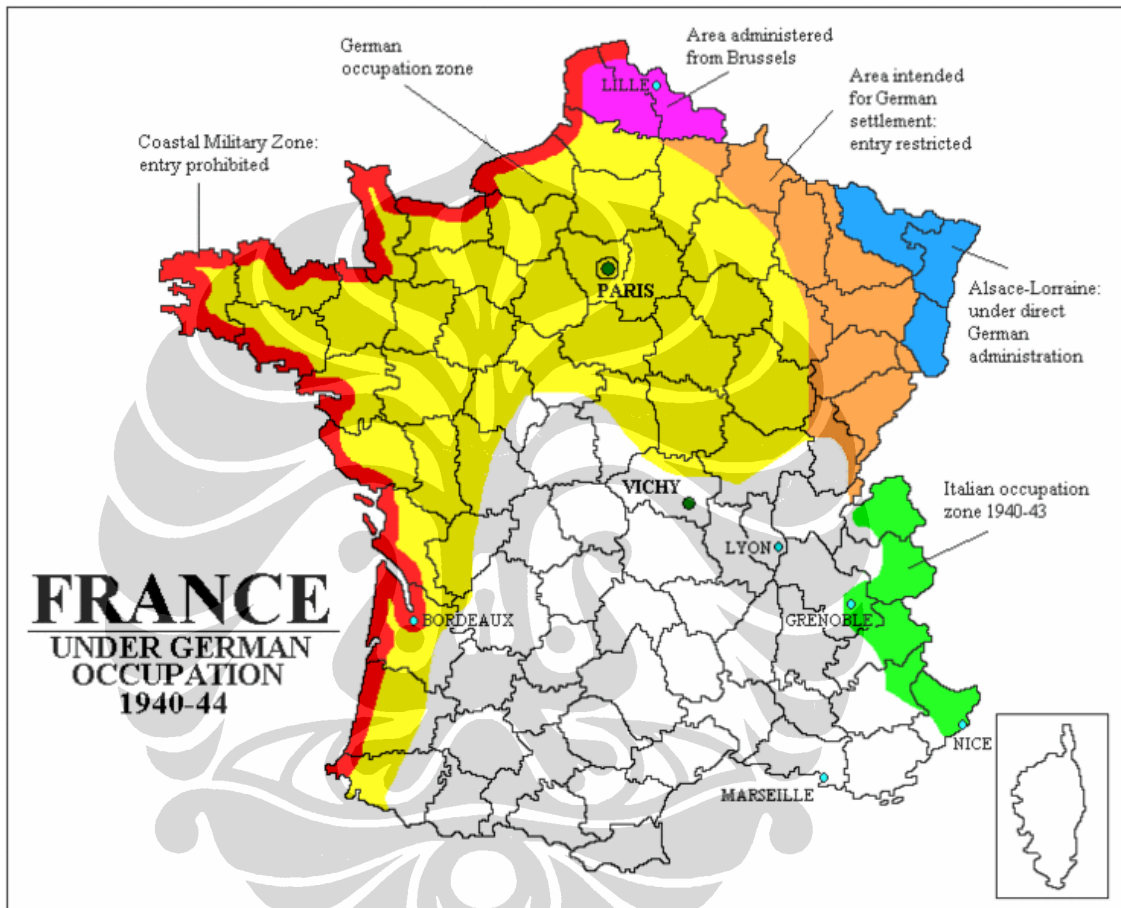 German
occupation zone
Area administered
from Brussels
LILLE
Area intended
for German
settlement:
entry restricted
Coastal Military Zone:
entry prohibited
PARIS
Alsace-Lorraine:
under direct
German
administration
VICHY
Italian occupation
zone 1940-43
LYON
FRANCE
UNDER GERMAN
OCCUPATION
1940-44
BORDEAUX
GRENOBLE
NICE
MARSEILLE